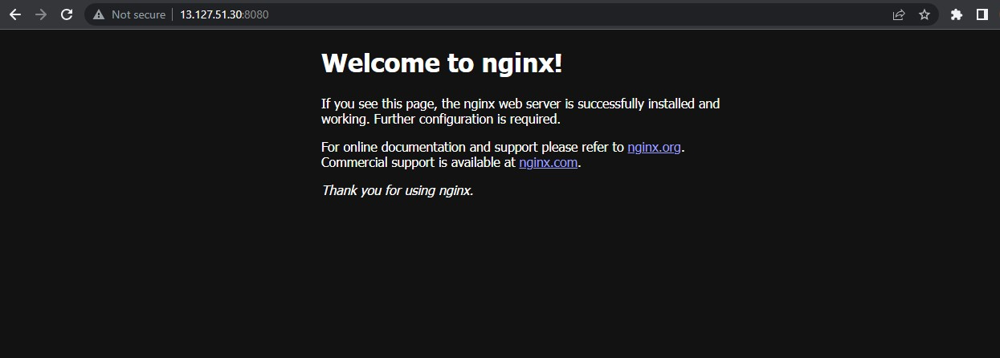 Not secure | 13.127.51.30:8080
Welcome to nginx!
If you see this page, the nginx web server is successfully installed and
working. Further configuration is required.
For online documentation and support please refer to nginx.org.
Commercial support is available at nginx.com.
Thank you for using nginx.